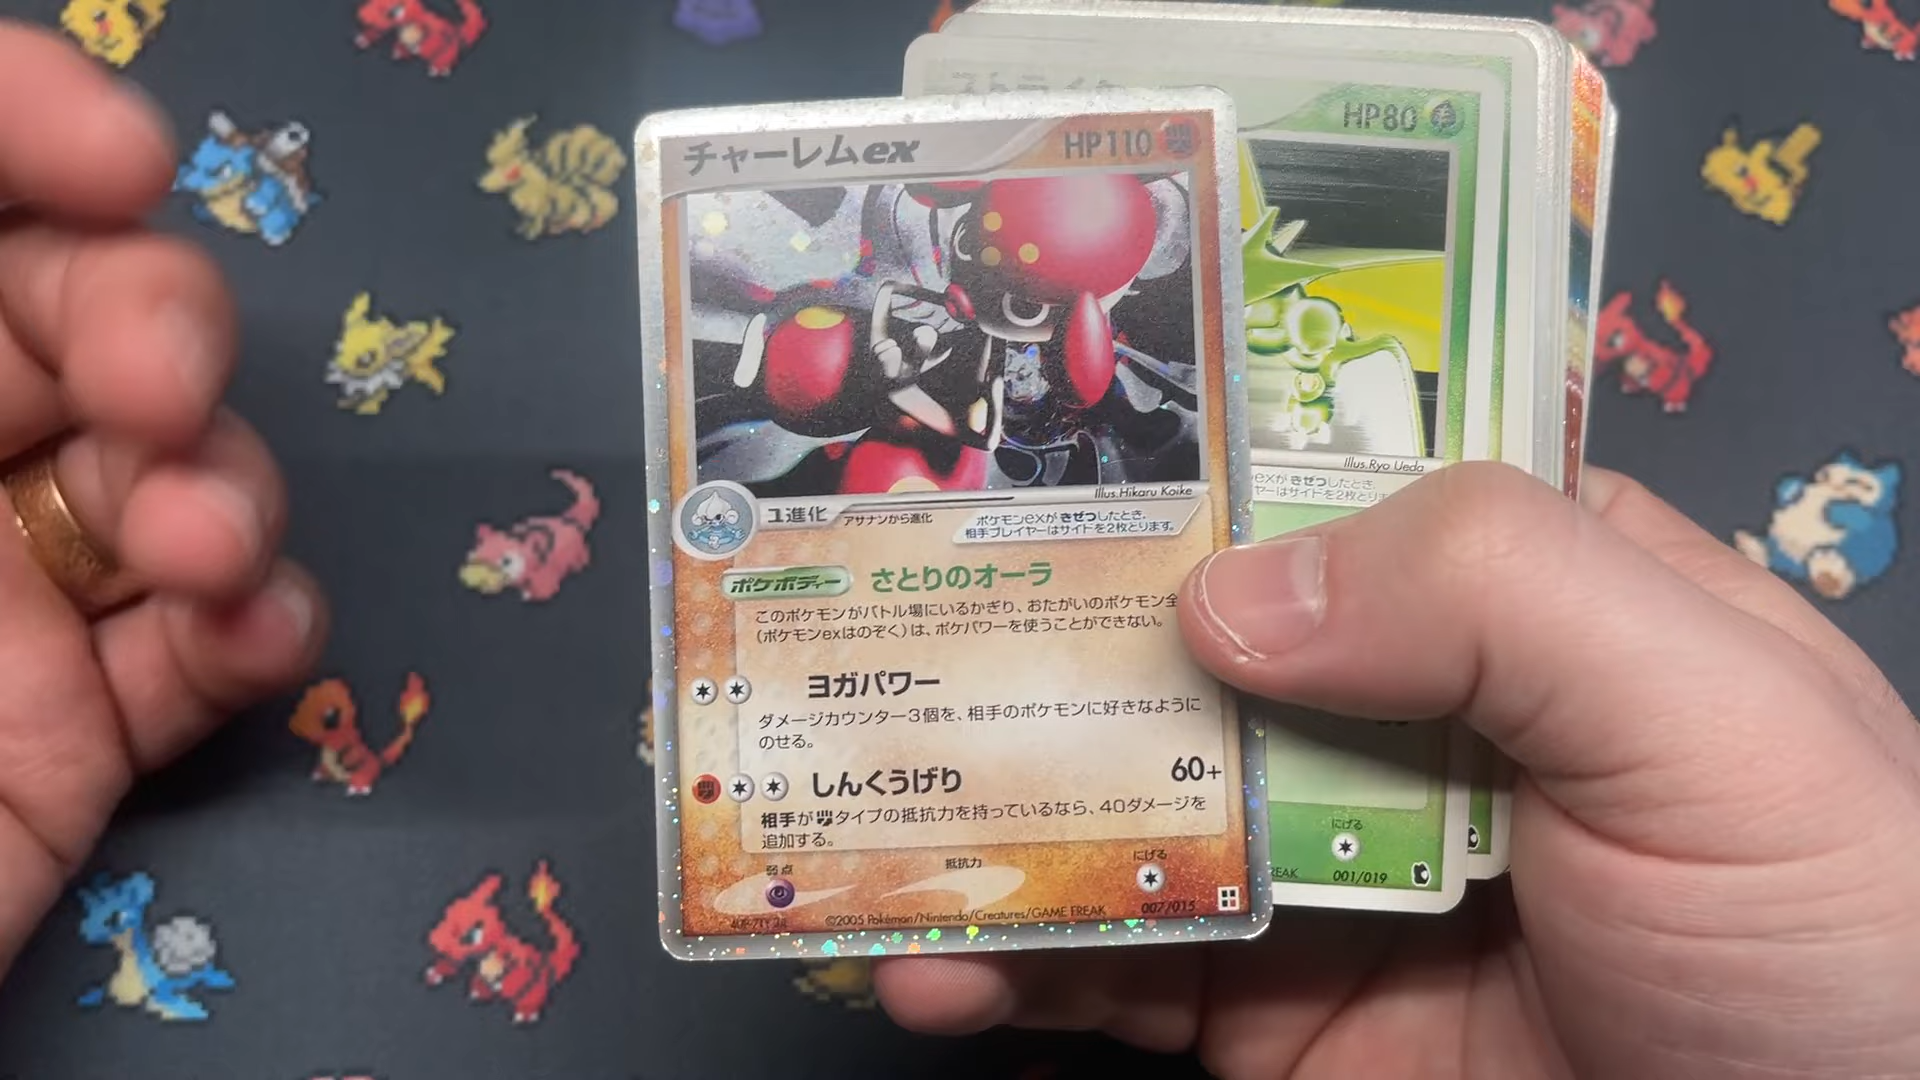 チャーレムex HP110
Illus.Hikaru Koike
1進化 アサナンから進化
ポケモンexがきぜつしたとき、
相手プレイヤーはサイドを2枚とります。
ポケボディー さとりのオーラ
このポケモンがバトル場にいるかぎり、おたがいのポケモン全
(ポケモンexはのぞく)は、ポケパワーを使うことができない。
ヨガパワー
ダメージカウンター3個を、相手のポケモンに好きなように
のせる。
しんくうげり 60+
相手が タイプの抵抗力を持っているなら、40ダメージを
追加する。
弱点 抵抗力 にげる
©2005 Pokémon/Nintendo/Creatures/GAME FREAK 007/015
ストライク
HP80
Illus.Ryo Ueda
exがきぜつしたとき、
ヤーはサイドを2枚とりま
にげる
REAK 001/019